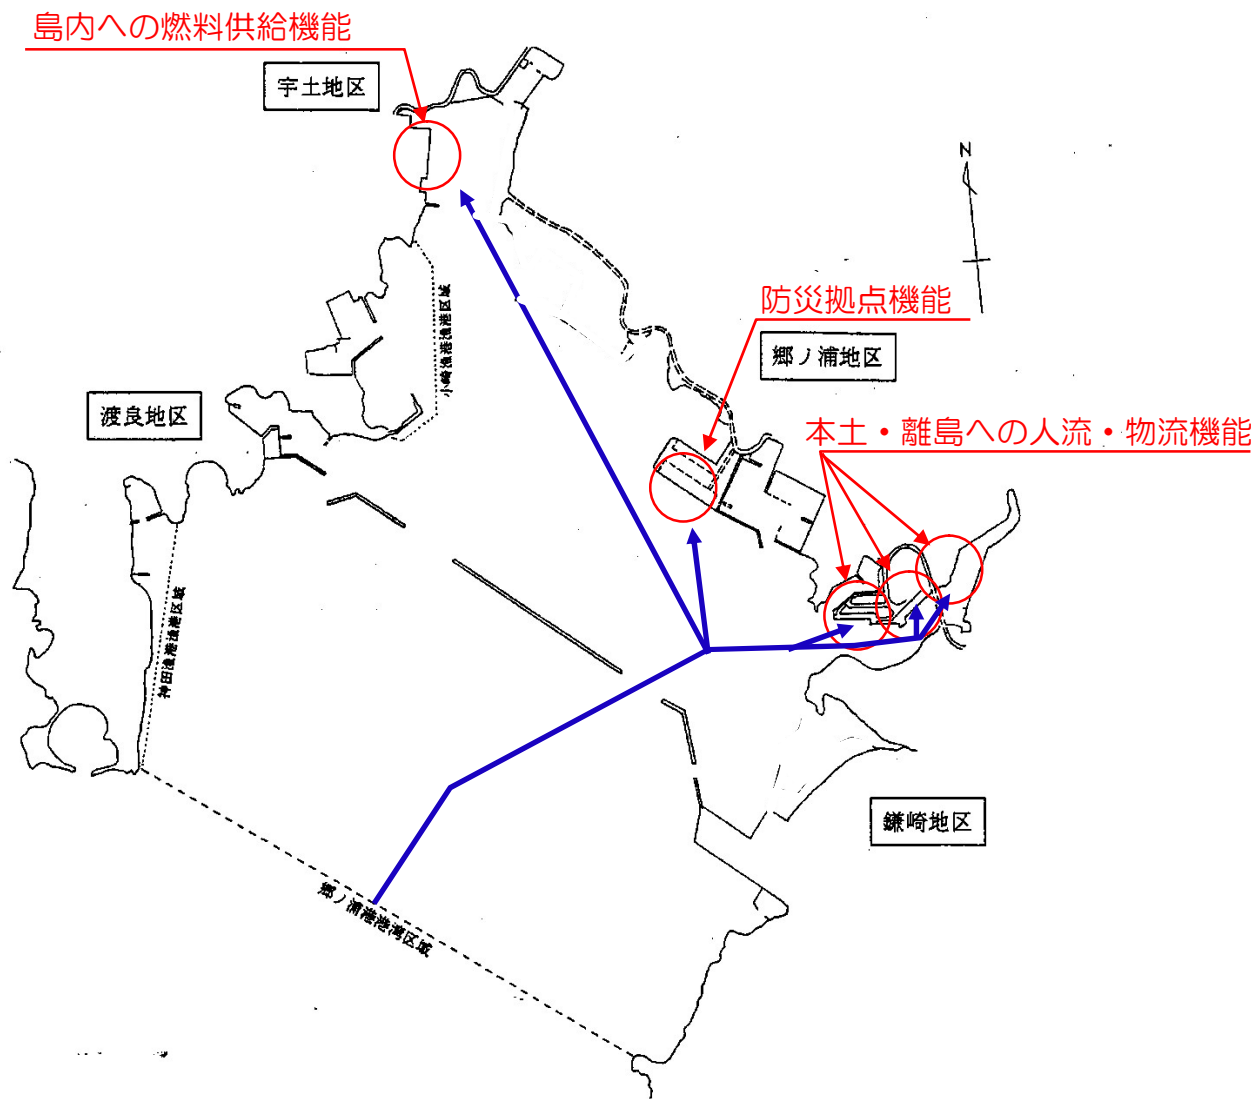 島内への燃料供給機能
宇土地区
N
防災拠点機能
郷ノ浦地区
小崎漁港漁港区域
渡良地区
本土・離島への人流・物流機能
神田漁港漁港区域
鎌崎地区
郷ノ浦港港湾区域